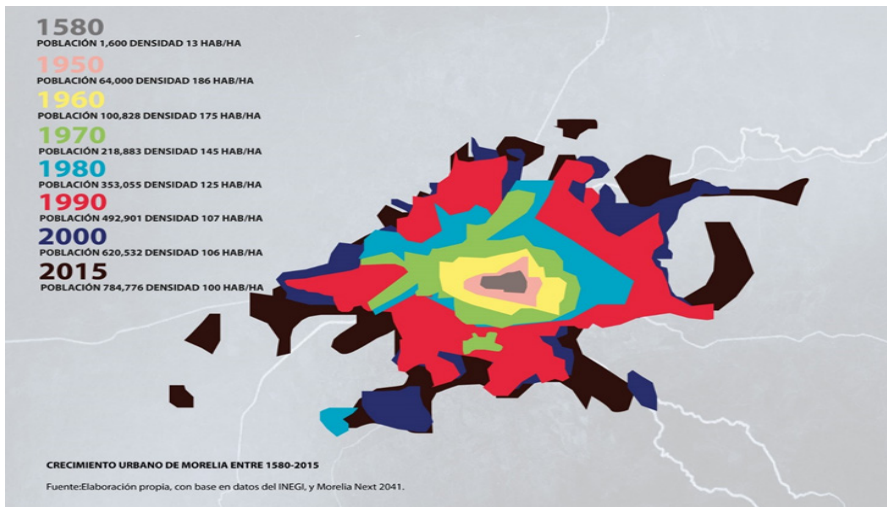 1580
POBLACIÓN 1,600 DENSIDAD 13 HAB/HA
1950
POBLACIÓN 64,000 DENSIDAD 186 HAB/HA
1960
POBLACIÓN 100,828 DENSIDAD 175 HAB/HA
1970
POBLACIÓN 218,883 DENSIDAD 145 HAB/HA
1980
POBLACIÓN 353,055 DENSIDAD 125 HAB/HA
1990
POBLACIÓN 492,901 DENSIDAD 107 HAB/HA
2000
POBLACIÓN 620,532 DENSIDAD 106 HAB/HA
2015
POBLACIÓN 784,776 DENSIDAD 100 HAB/HA
CRECIMIENTO URBANO DE MORELIA ENTRE 1580-2015
Fuente:Elaboración propia, con base en datos del INEGI, y Morelia Next 2041.